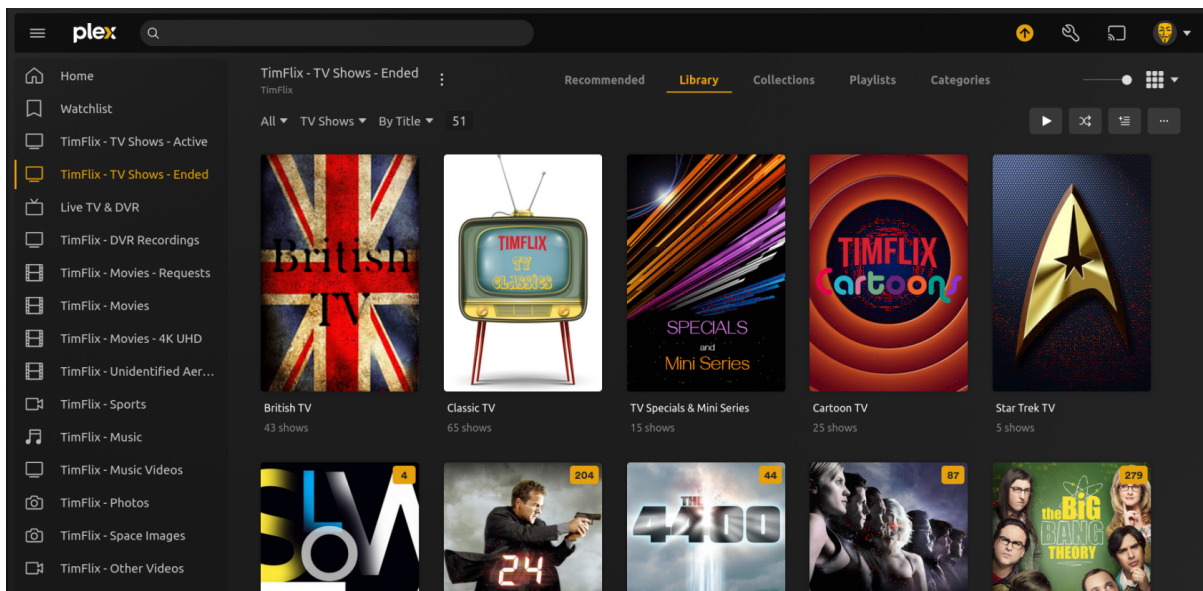 plex
Home
Watchlist
TimFlix - TV Shows - Active
TimFlix - TV Shows - Ended
Live TV & DVR
TimFlix - DVR Recordings
TimFlix - Movies - Requests
TimFlix - Movies
TimFlix - Movies - 4K UHD
TimFlix - Unidentified Aer...
TimFlix - Sports
TimFlix - Music
TimFlix - Music Videos
TimFlix - Photos
TimFlix - Space Images
TimFlix - Other Videos
TimFlix - TV Shows - Ended
TimFlix
Recommended Library Collections Playlists Categories
All TV Shows By Title 51
British
TV
TIMFLIX
TV
CLASSICS
SPECIALS
and
Mini Series
TIMFLIX
Cartoons
British TV
43 shows
Classic TV
65 shows
TV Specials & Mini Series
15 shows
Cartoon TV
25 shows
Star Trek TV
5 shows
4
SLOW
204
24
44
THE
4400
87
279
the BIG
BANG
THEORY